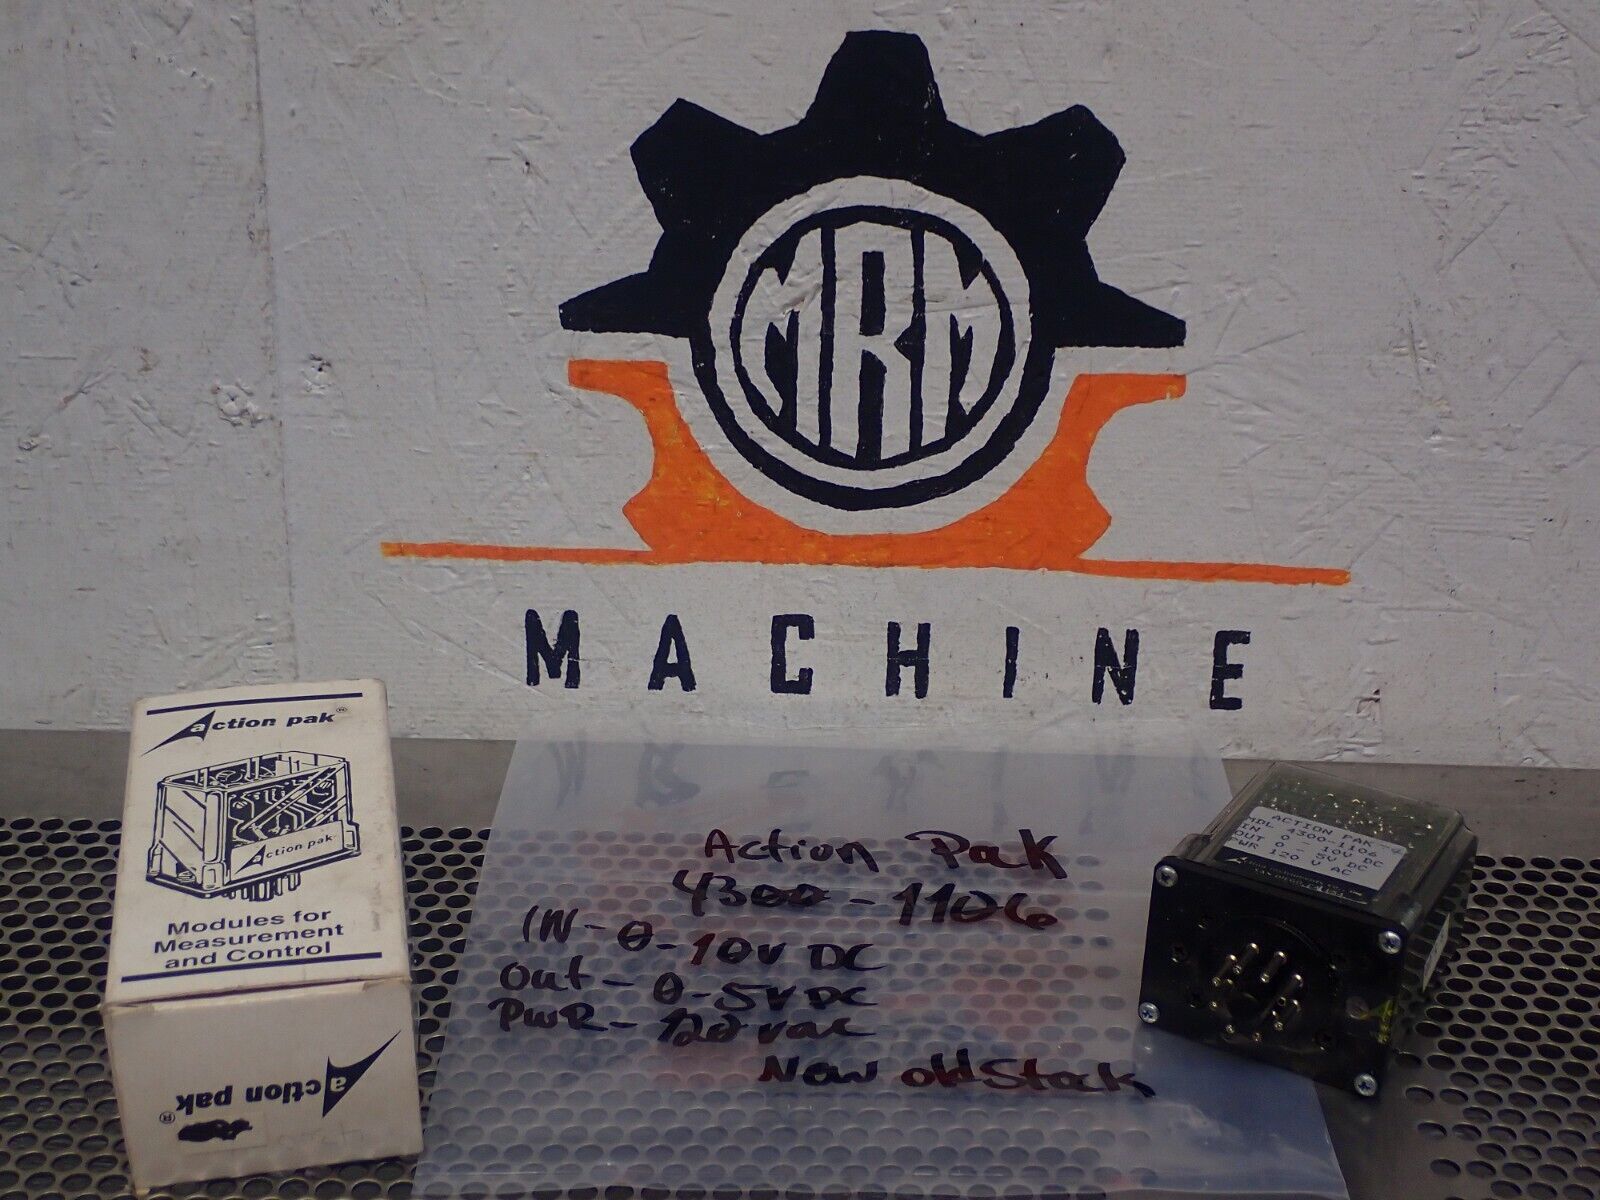 MRM
MACHINE
action pak®
action pak
Modules for
Measurement
and Control
action pak®
Action Pak
4300-1106
IN-0-10V DC
out-0-5V DC
PWR-120 vac
New old Stock
ACTION PAK
MDL 4300-1106
IN 0 - 10V DC
OUT 0 - 5V DC
PWR 120 V AC